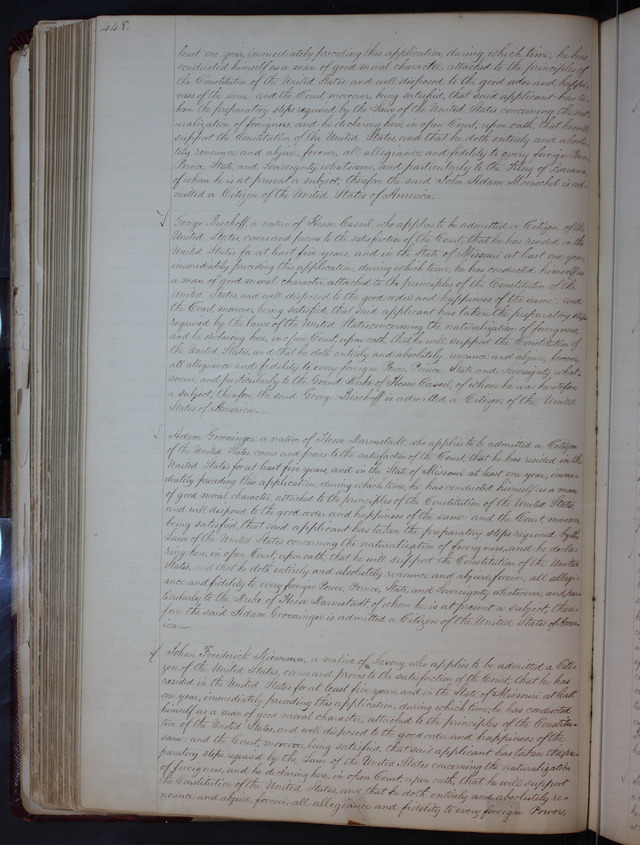 448.
least one year, immediately preceding this application, during which time, he has
conducted himself as a man of good moral character, attached to the principles of
the Constitution of the United States, and well disposed to the good order and happi-
ness of the same: and the Court, moreover, being satisfied, that said applicant has ta-
ken the preparatory steps required by the Laws of the United States concerning the nat-
uralization of foreigners, and he declaring here, in open Court, upon oath, that he will
support the Constitution of the United States, and that he doth entirely and absolu-
tely renounce and abjure, forever, all allegiance and fidelity to every foreign Power,
Prince, State, and Sovereignty whatsoever, and particularly to the King of Bavaria,
of whom he is at present a subject, therefore the said John Adam is ad-
mitted a Citizen of the United States of America.
George Bischoff, a native of Hesse Cassel, who applies to be admitted a Citizen of the
United States, comes and proves to the satisfaction of the Court, that he has resided in the
United States for at least five years, and in the State of Missouri at least one year,
immediately preceding this application, during which time, he has conducted himself as
a man of good moral character, attached to the principles of the Constitution of the
United States, and well disposed to the good order and happiness of the same: and
the Court, moreover being satisfied, that said applicant has taken the preparatory steps
required by the laws of the United States concerning the naturalization of foreigners,
and he declaring here, in open Court, upon oath, that he will support the Constitution of
the United States, and that he doth entirely and absolutely renounce and abjure, forever,
all allegiance and fidelity to every foreign Power, Prince, State and Sovereignty what-
soever, and particularly to the Grand Duke of Hesse Cassel, of whom he was heretofore
a subject, therefore the said George Bischoff is admitted a Citizen of the United
States of America.
Adam Grooninger, a native of Hesse Darmstadt, who applies to be admitted a Citizen
of the United States, comes and proves to the satisfaction of the Court, that he has resided in the
United States for at least five years, and in the State of Missouri at least one year, imme-
diately preceding this application, during which time, he has conducted himself as a man
of good moral character, attached to the principles of the Constitution of the United States,
and well disposed to the good order and happiness of the same: and the Court, moreover
being satisfied, that said applicant has taken the preparatory steps required by the
Laws of the United States concerning the naturalization of foreigners, and he decla-
ring here, in open Court, upon oath, that he will support the Constitution of the United
States, and that he doth entirely and absolutely renounce and abjure, forever, all allegi-
ance and fidelity to every foreign Power, Prince, State, and Sovereignty whatsoever, and par-
ticularly to the Duke of Hesse Darmstadt, of whom he is at present a subject, there-
fore the said Adam Grooninger is admitted a Citizen of the United States of Amer-
ica.
Johan Freiderick, a native of, who applies to be admitted a Citi-
zen of the United States, comes and proves to the satisfaction of the Court, that he has
resided in the United States for at least five years, and in the State of Missouri at least
one year, immediately preceding this application, during which time, he has conducted
himself as a man of good moral character, attached to the principles of the Constitu-
tion of the United States, and well disposed to the good order and happiness of the
same: and the Court, moreover, being satisfied, that said applicant has taken the pre-
paratory steps required by the Laws of the United States concerning the naturalization
of foreigners, and he declaring here, in open Court, upon oath, that he will support
the Constitution of the United States, and that he doth entirely and absolutely re-
nounce and abjure, forever, all allegiance and fidelity to every foreign Power,